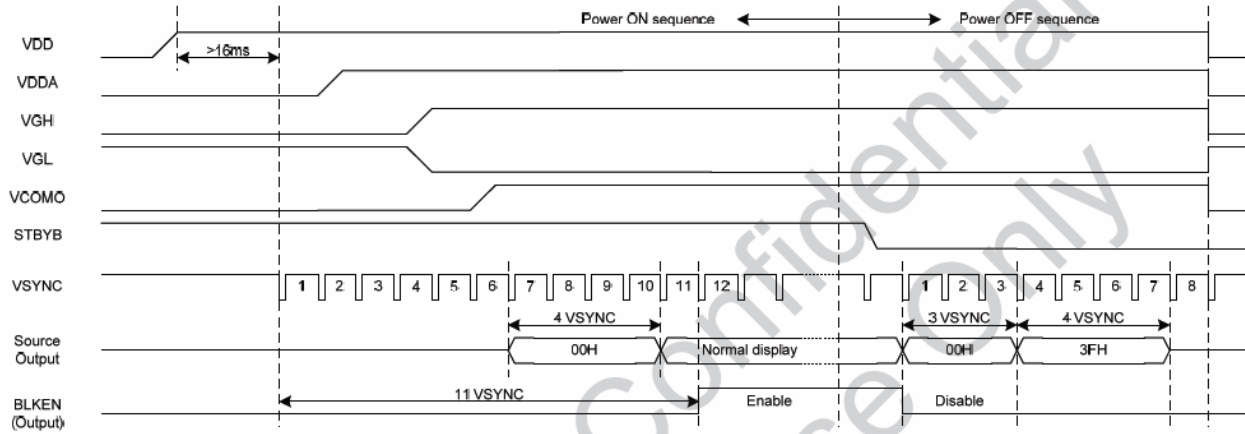 Power ON sequence
Power OFF sequence
VDD
>16ms
VDDA
VGH
VGL
VCOMO
STBYB
VSYNC
1 2 3 4 5 6 7 8 9 10 11 12 1 2 3 4 5 6 7 8
4 VSYNC
3 VSYNC
4 VSYNC
Source
Output
00H
Normal display
00H
3FH
11 VSYNC
BLKEN
(Output)
Enable
Disable
Confidential
Only